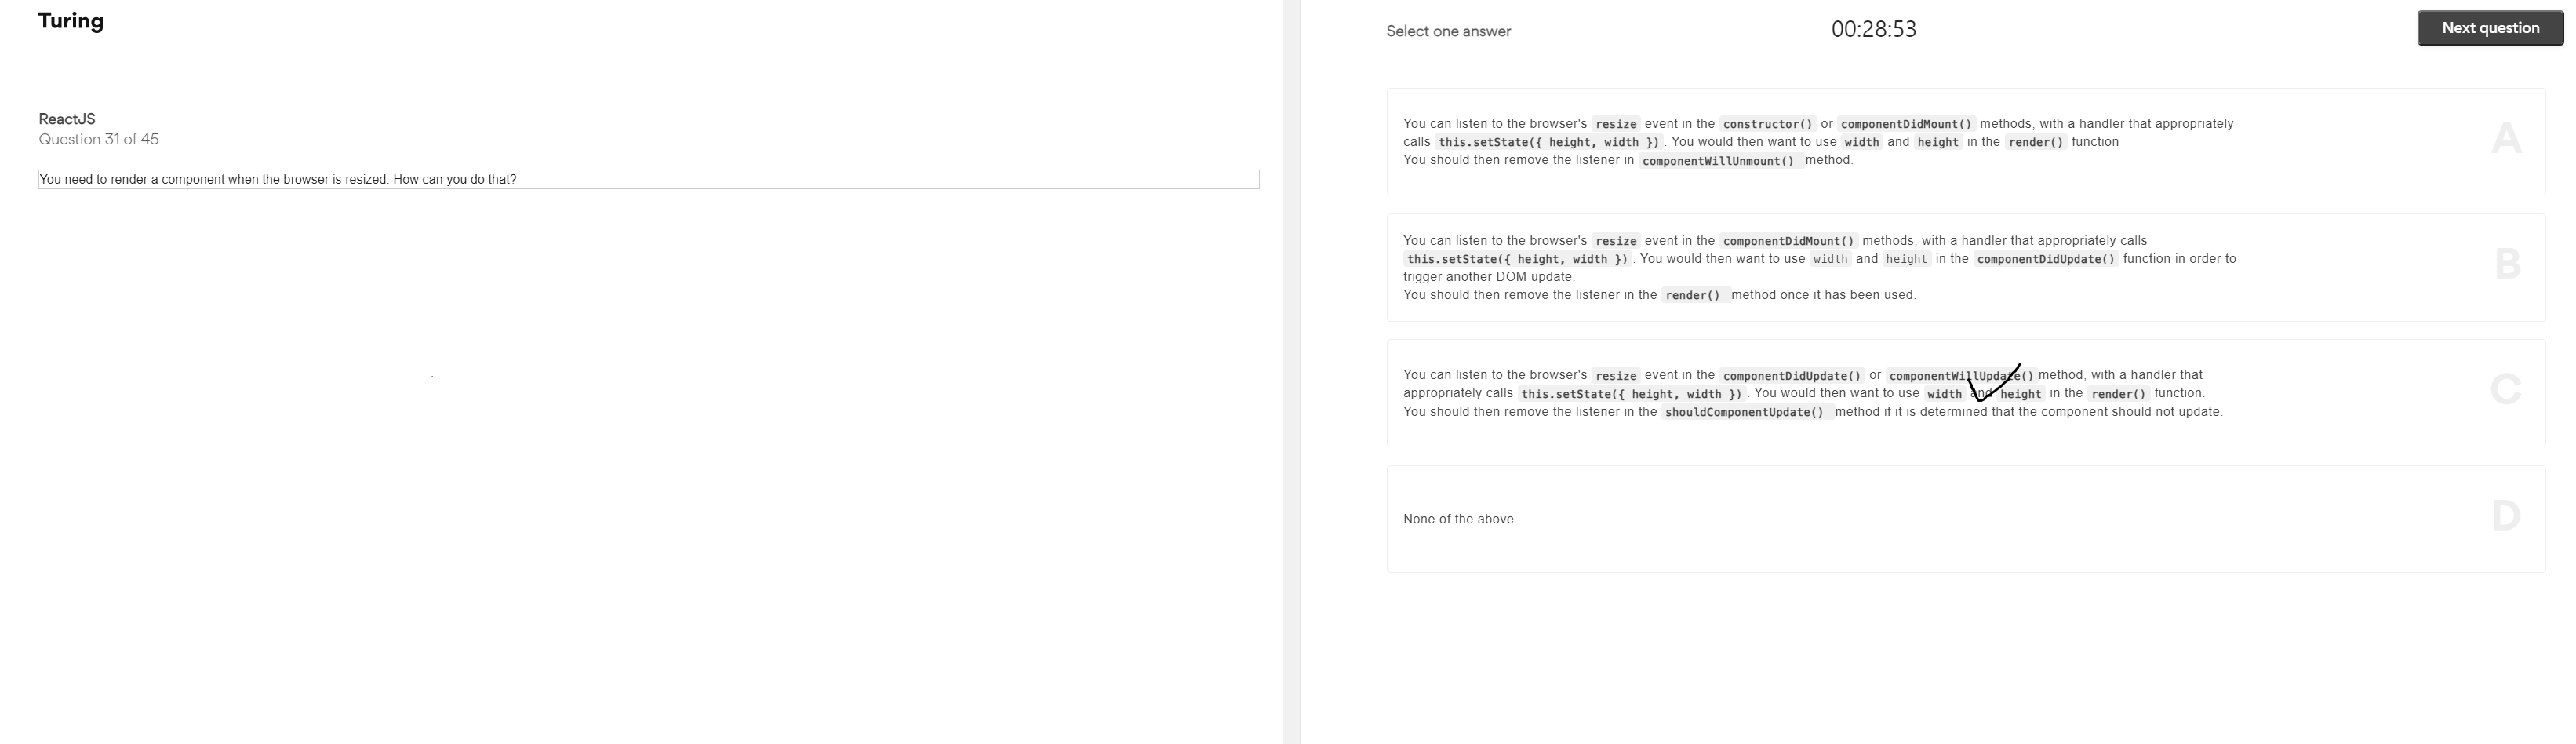 Turing
Select one answer
00:28:53
Next question
ReactJS
Question 31 of 45
You need to render a component when the browser is resized. How can you do that?
You can listen to the browser's resize event in the constructor() or componentDidMount() methods, with a handler that appropriately
calls this.setState({ height, width }). You would then want to use width and height in the render() function
You should then remove the listener in componentWillUnmount() method.
A
You can listen to the browser's resize event in the componentDidMount() methods, with a handler that appropriately calls
this.setState({ height, width }). You would then want to use width and height in the componentDidUpdate() function in order to
trigger another DOM update.
You should then remove the listener in the render() method once it has been used.
B
You can listen to the browser's resize event in the componentDidUpdate() or componentWillUpdate() method, with a handler that
appropriately calls this.setState({ height, width }). You would then want to use width and height in the render() function.
You should then remove the listener in the shouldComponentUpdate() method if it is determined that the component should not update.
C
None of the above
D